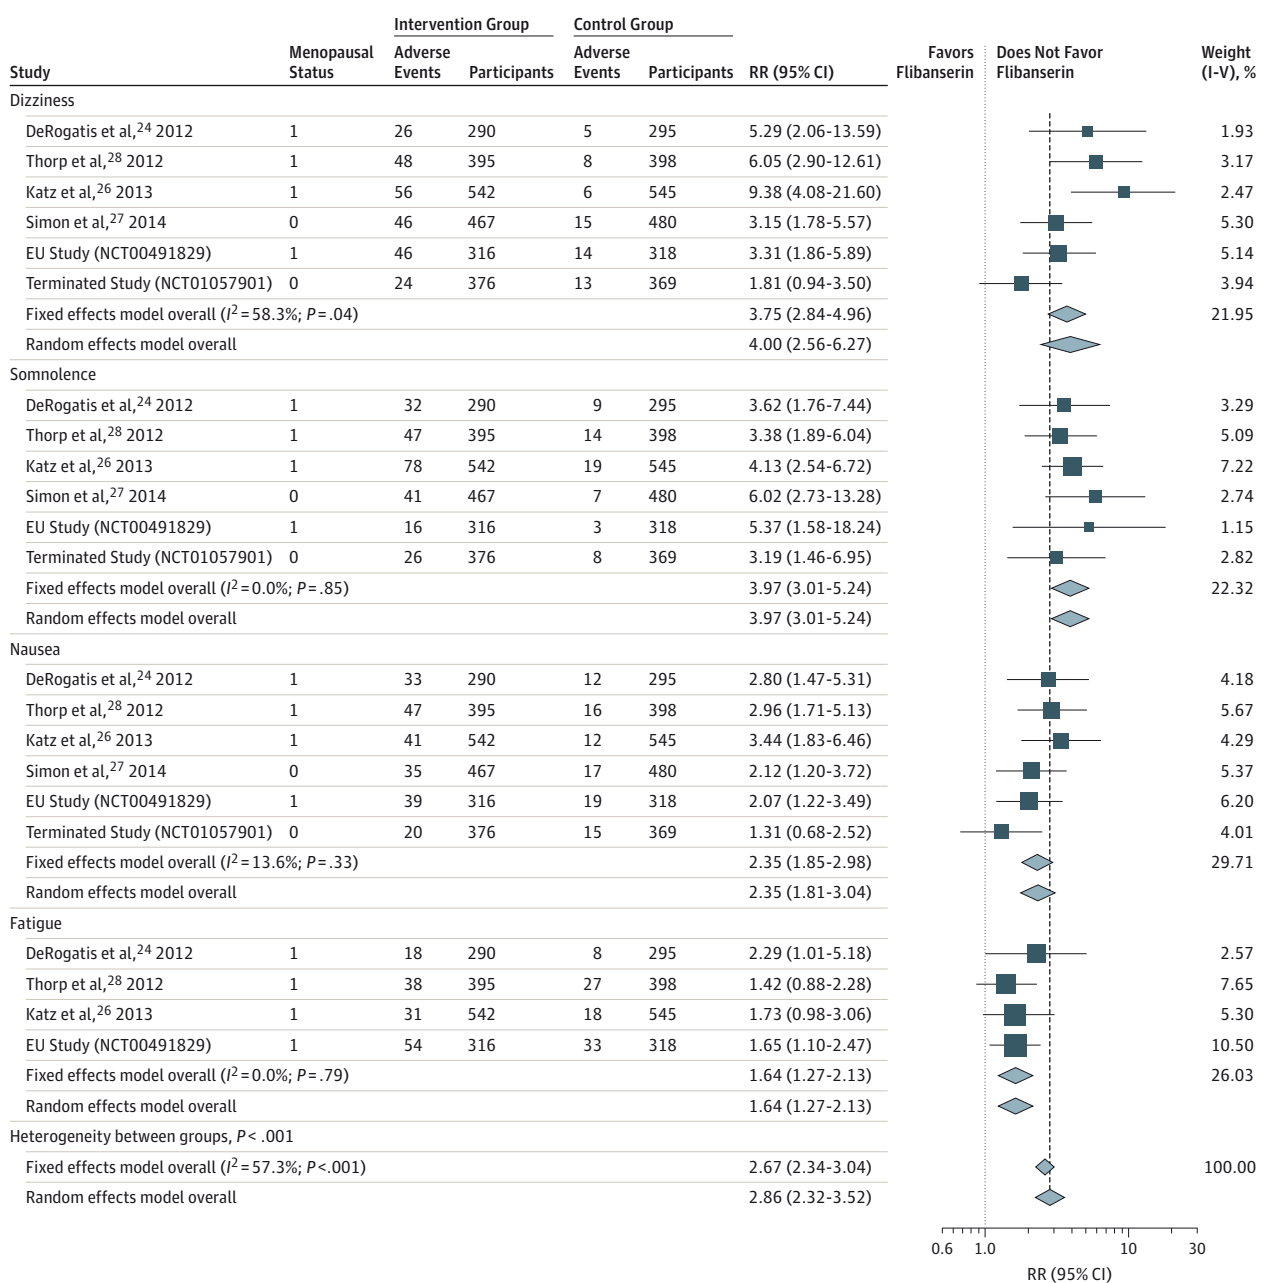 Intervention Group Control Group
Study Menopausal Status Adverse Events Participants Adverse Events Participants RR (95% CI) Favors Flibanserin Does Not Favor Flibanserin Weight (I-V), %
Dizziness
DeRogatis et al,24 2012 1 26 290 5 295 5.29 (2.06-13.59) 1.93
Thorp et al,28 2012 1 48 395 8 398 6.05 (2.90-12.61) 3.17
Katz et al,26 2013 1 56 542 6 545 9.38 (4.08-21.60) 2.47
Simon et al,27 2014 0 46 467 15 480 3.15 (1.78-5.57) 5.30
EU Study (NCT00491829) 1 46 316 14 318 3.31 (1.86-5.89) 5.14
Terminated Study (NCT01057901) 0 24 376 13 369 1.81 (0.94-3.50) 3.94
Fixed effects model overall (I2=58.3%; P=.04) 3.75 (2.84-4.96) 21.95
Random effects model overall 4.00 (2.56-6.27)
Somnolence
DeRogatis et al,24 2012 1 32 290 9 295 3.62 (1.76-7.44) 3.29
Thorp et al,28 2012 1 47 395 14 398 3.38 (1.89-6.04) 5.09
Katz et al,26 2013 1 78 542 19 545 4.13 (2.54-6.72) 7.22
Simon et al,27 2014 0 41 467 7 480 6.02 (2.73-13.28) 2.74
EU Study (NCT00491829) 1 16 316 3 318 5.37 (1.58-18.24) 1.15
Terminated Study (NCT01057901) 0 26 376 8 369 3.19 (1.46-6.95) 2.82
Fixed effects model overall (I2=0.0%; P=.85) 3.97 (3.01-5.24) 22.32
Random effects model overall 3.97 (3.01-5.24)
Nausea
DeRogatis et al,24 2012 1 33 290 12 295 2.80 (1.47-5.31) 4.18
Thorp et al,28 2012 1 47 395 16 398 2.96 (1.71-5.13) 5.67
Katz et al,26 2013 1 41 542 12 545 3.44 (1.83-6.46) 4.29
Simon et al,27 2014 0 35 467 17 480 2.12 (1.20-3.72) 5.37
EU Study (NCT00491829) 1 39 316 19 318 2.07 (1.22-3.49) 6.20
Terminated Study (NCT01057901) 0 20 376 15 369 1.31 (0.68-2.52) 4.01
Fixed effects model overall (I2=13.6%; P=.33) 2.35 (1.85-2.98) 29.71
Random effects model overall 2.35 (1.81-3.04)
Fatigue
DeRogatis et al,24 2012 1 18 290 8 295 2.29 (1.01-5.18) 2.57
Thorp et al,28 2012 1 38 395 27 398 1.42 (0.88-2.28) 7.65
Katz et al,26 2013 1 31 542 18 545 1.73 (0.98-3.06) 5.30
EU Study (NCT00491829) 1 54 316 33 318 1.65 (1.10-2.47) 10.50
Fixed effects model overall (I2=0.0%; P=.79) 1.64 (1.27-2.13) 26.03
Random effects model overall 1.64 (1.27-2.13)
Heterogeneity between groups, P<.001
Fixed effects model overall (I2=57.3%; P<.001) 2.67 (2.34-3.04) 100.00
Random effects model overall 2.86 (2.32-3.52)
0.6 1.0 10 30
RR (95% CI)